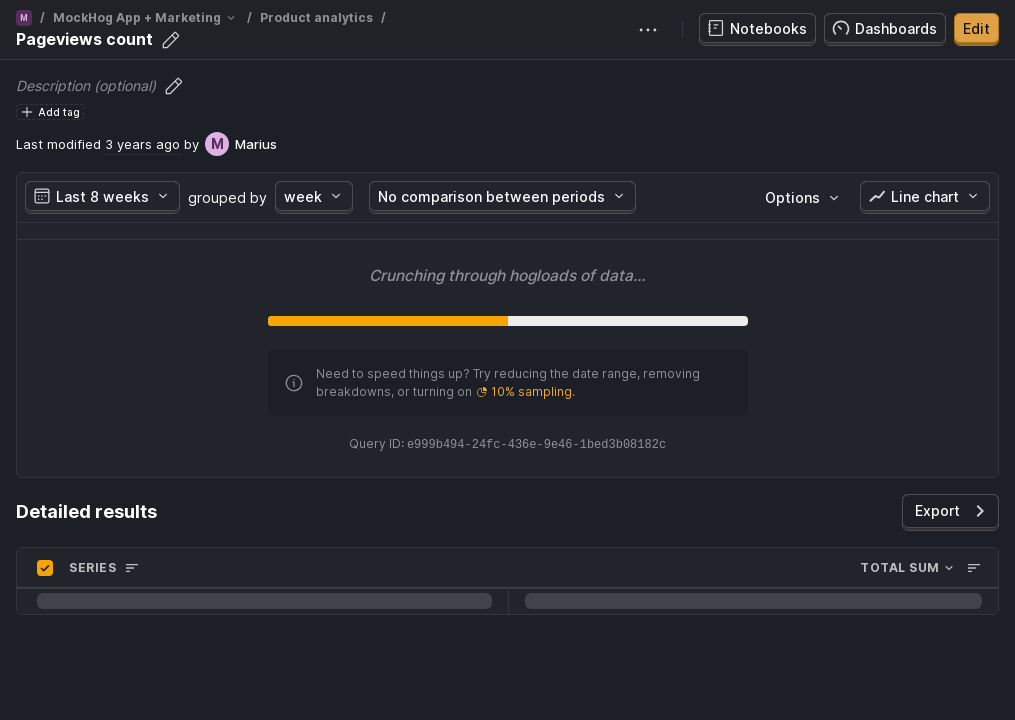 M / MockHog App + Marketing / Product analytics /
Pageviews count
Notebooks
Dashboards
Edit
Description (optional)
Add tag
Last modified 3 years ago by M Marius
Last 8 weeks grouped by week No comparison between periods Options Line chart
Crunching through hogloads of data...
Need to speed things up? Try reducing the date range, removing
breakdowns, or turning on 10% sampling.
Query ID: e999b494-24fc-436e-9e46-1bed3b08182c
Detailed results
Export
SERIES TOTAL SUM